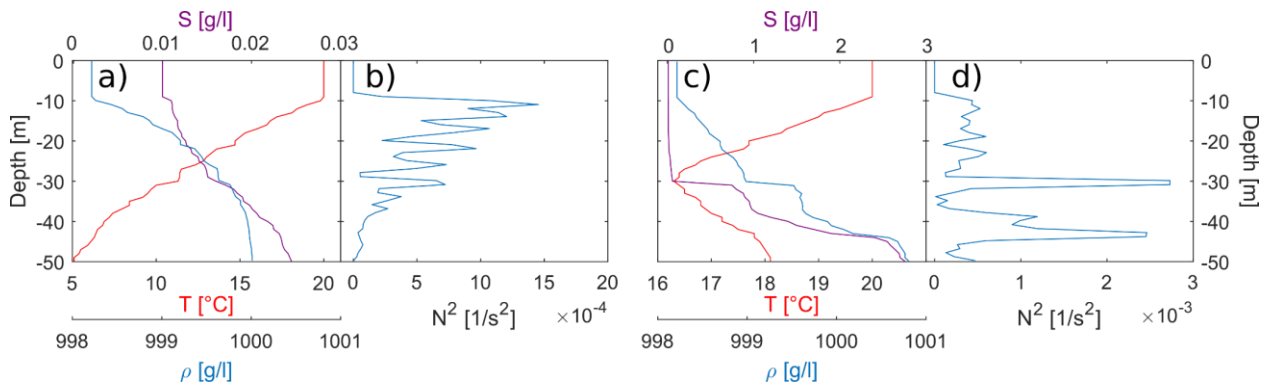 S [g/l] S [g/l]
0 0.01 0.02 0.03 0 1 2 3
a) b) c) d)
0 0
-10 -10
-20 -20
-30 -30
-40 -40
-50 -50
Depth [m] Depth [m]
5 10 15 20 0 5 10 15 20 16 17 18 19 20 0 1 2 3
T [°C] N² [1/s²] ×10⁻⁴ T [°C] N² [1/s²] ×10⁻³
998 999 1000 1001 998 999 1000 1001
ρ [g/l] ρ [g/l]